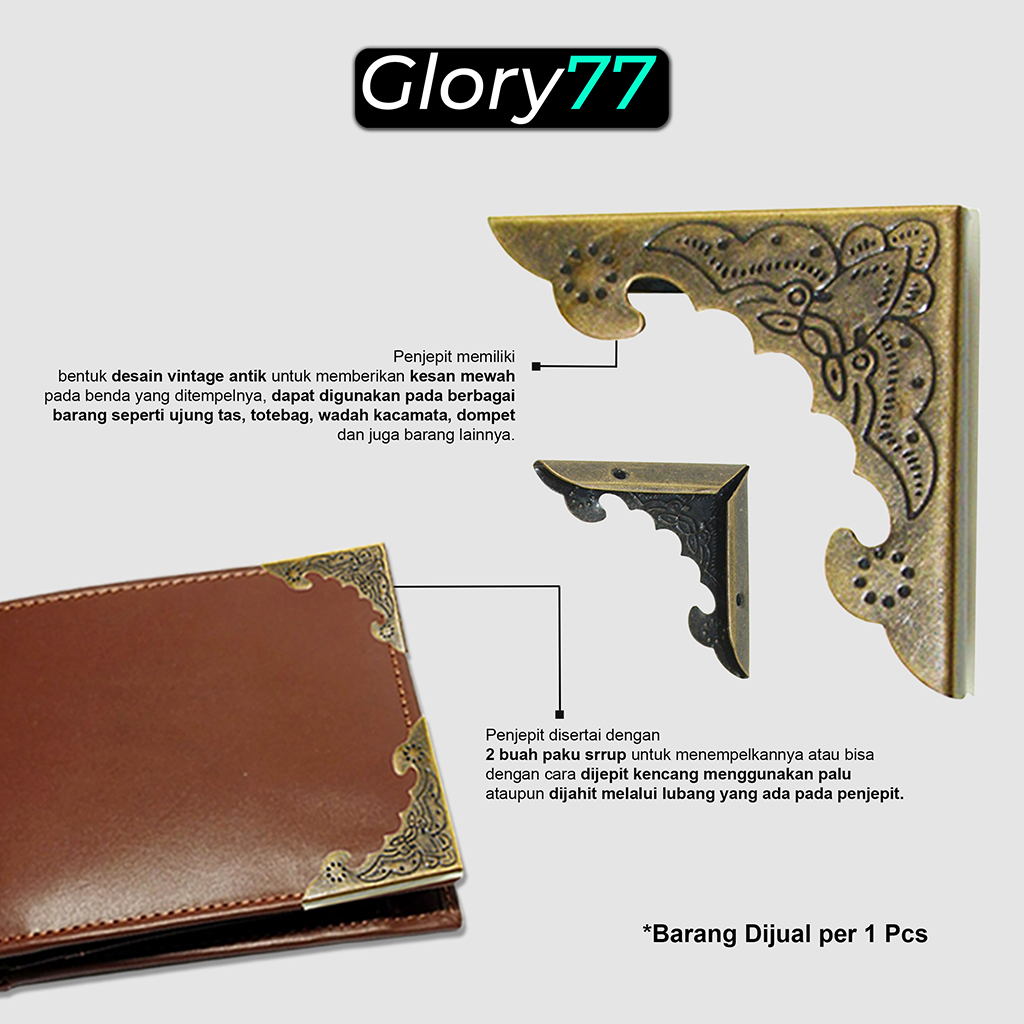 Glory77
Penjepit memiliki
bentuk desain vintage antik untuk memberikan kesan mewah
pada benda yang ditempelnya, dapat digunakan pada berbagai
barang seperti ujung tas, totebag, wadah kacamata, dompet
dan juga barang lainnya.
Penjepit disertai dengan
2 buah paku srrup untuk menempelkannya atau bisa
dengan cara dijepit kencang menggunakan palu
ataupun dijahit melalui lubang yang ada pada penjepit.
*Barang Dijual per 1 Pcs